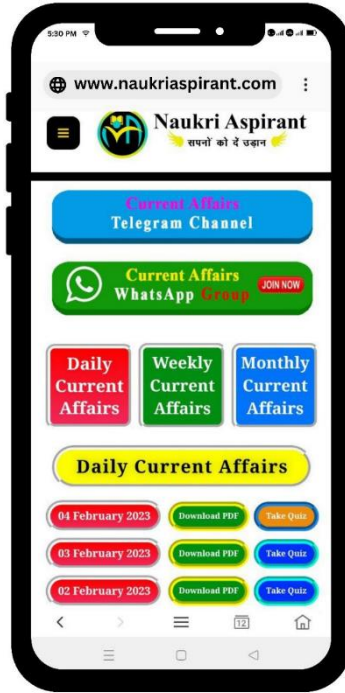 5:30 PM
www.naukriaspirant.com
Naukri Aspirant
सपनों को दें उड़ान
Current Affairs
Telegram Channel
Current Affairs
WhatsApp Group
JOIN NOW
Daily Current Affairs
Weekly Current Affairs
Monthly Current Affairs
Daily Current Affairs
04 February 2023 Download PDF Take Quiz
03 February 2023 Download PDF Take Quiz
02 February 2023 Download PDF Take Quiz
12